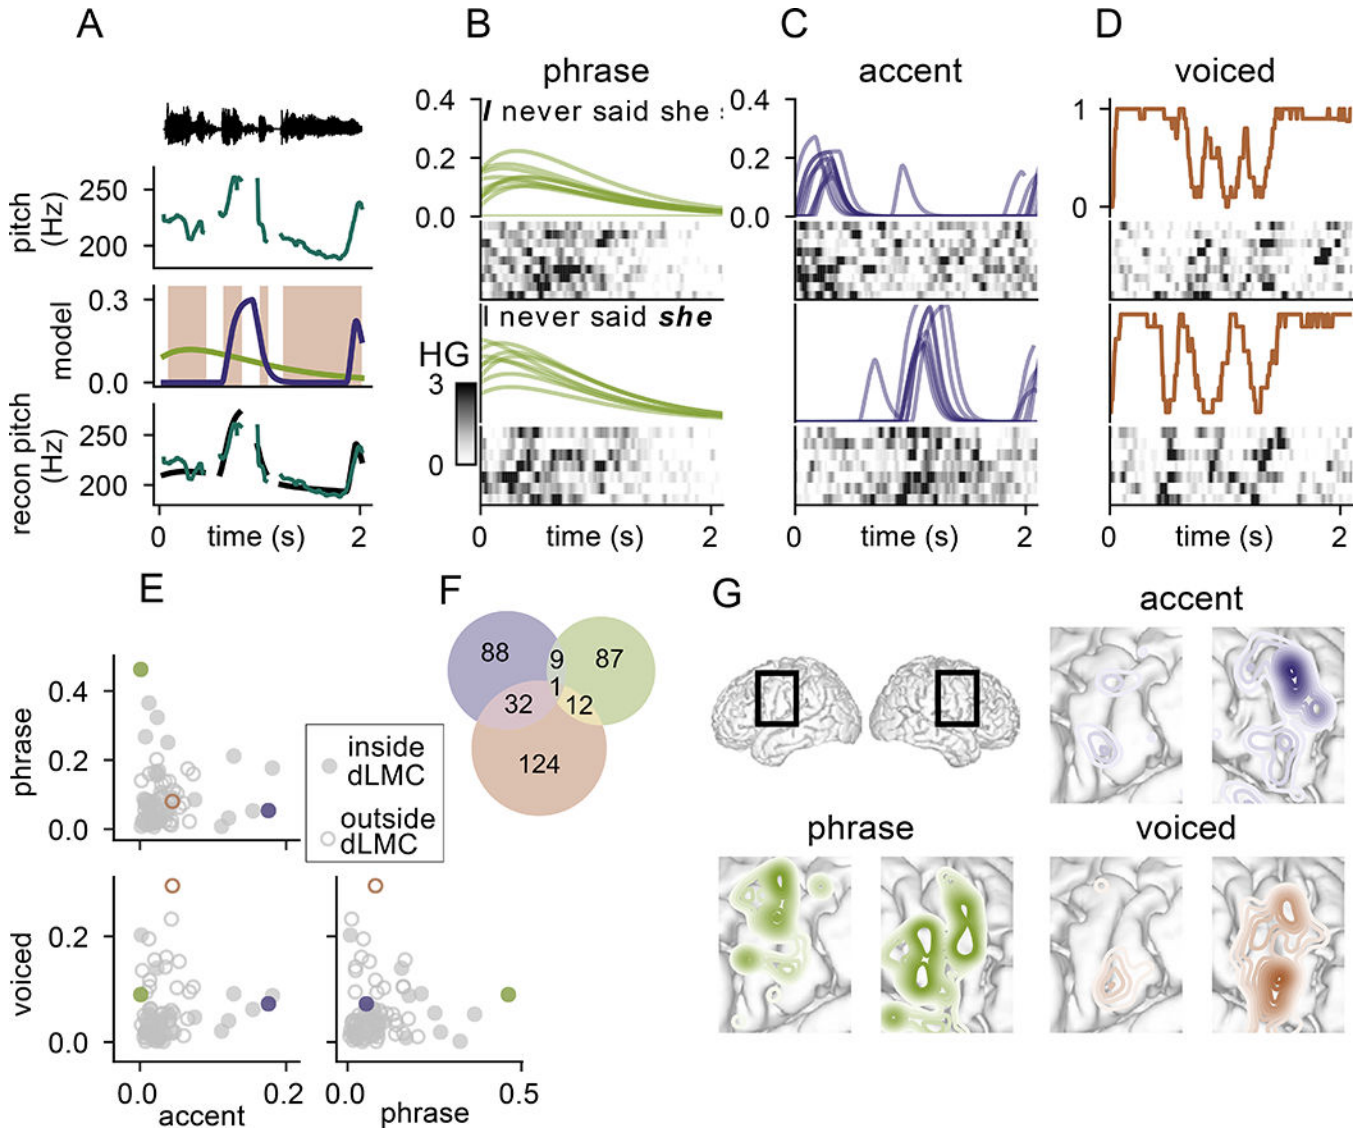 A
B
C
D
phrase
accent
voiced
0.4
I never said she
0.4
1
0.2
0.2
0.0
0.0
0
pitch
(Hz)
250
200
model
0.3
0.0
I never said she
HG
3
0
recon pitch
(Hz)
250
200
0
time (s)
2
0
time (s)
2
0
time (s)
2
0
time (s)
2
E
F
G
phrase
0.4
0.2
0.0
inside
dLMC
outside
dLMC
88
9
87
1
32
12
124
accent
phrase
voiced
voiced
0.2
0.0
0.0
0.2
accent
0.0
0.5
phrase